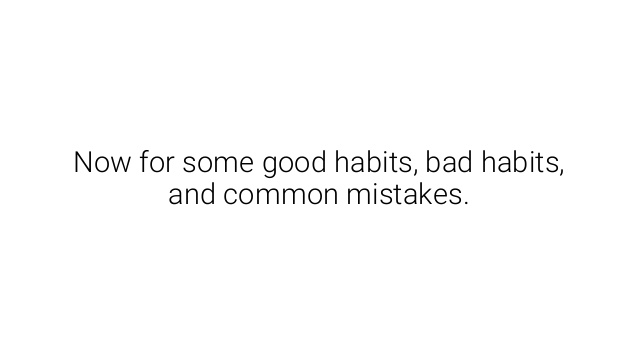 Now for some good habits, bad habits,
and common mistakes.